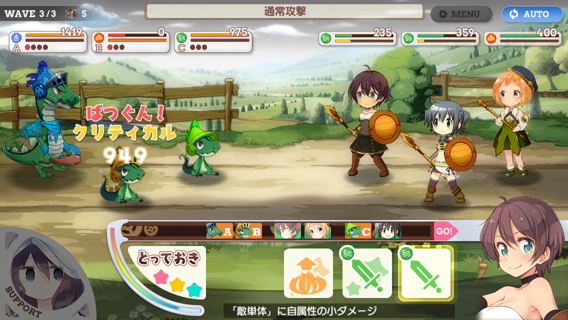 WAVE 3/3 5
通常攻撃
MENU
AUTO
1419
0
975
235
359
400
A
B
C
ばつぐん!
クリティカル
949
A B C GO!
とっておき
SUPPORT
「敵単体」に自属性の小ダメージ